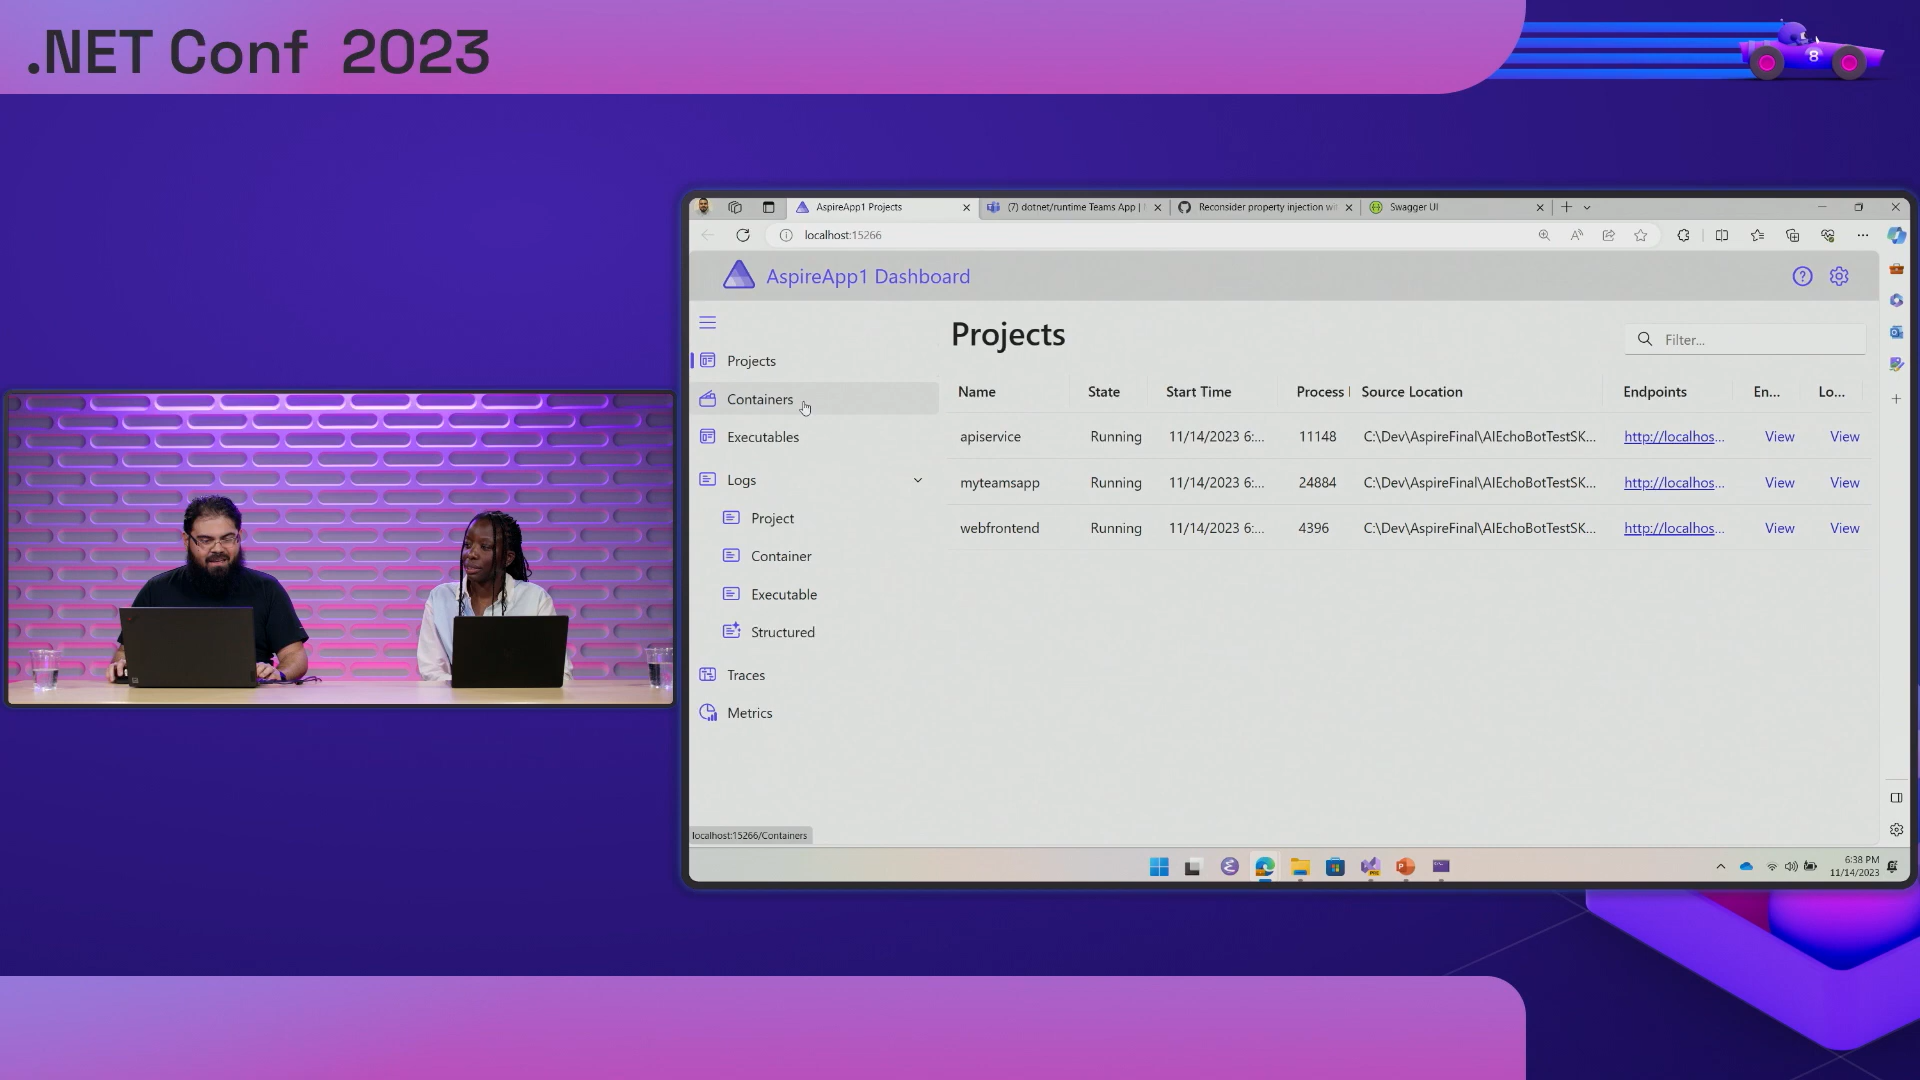 .NET Conf 2023
8
AspireApp1 Projects
(7) dotnet/runtime Teams App |
Reconsider property injection wi
Swagger UI
localhost:15266
AspireApp1 Dashboard
Projects
Filter...
Projects
Containers
Executables
Logs
Project
Container
Executable
Structured
Traces
Metrics
Name State Start Time Process Source Location Endpoints En... Lo...
apiservice Running 11/14/2023 6:... 11148 C:\Dev\AspireFinal\AIEchoBotTestSK... http://localhos... View View
myteamsapp Running 11/14/2023 6:... 24884 C:\Dev\AspireFinal\AIEchoBotTestSK... http://localhos... View View
webfrontend Running 11/14/2023 6:... 4396 C:\Dev\AspireFinal\AIEchoBotTestSK... http://localhos... View View
localhost:15266/Containers
6:38 PM
11/14/2023